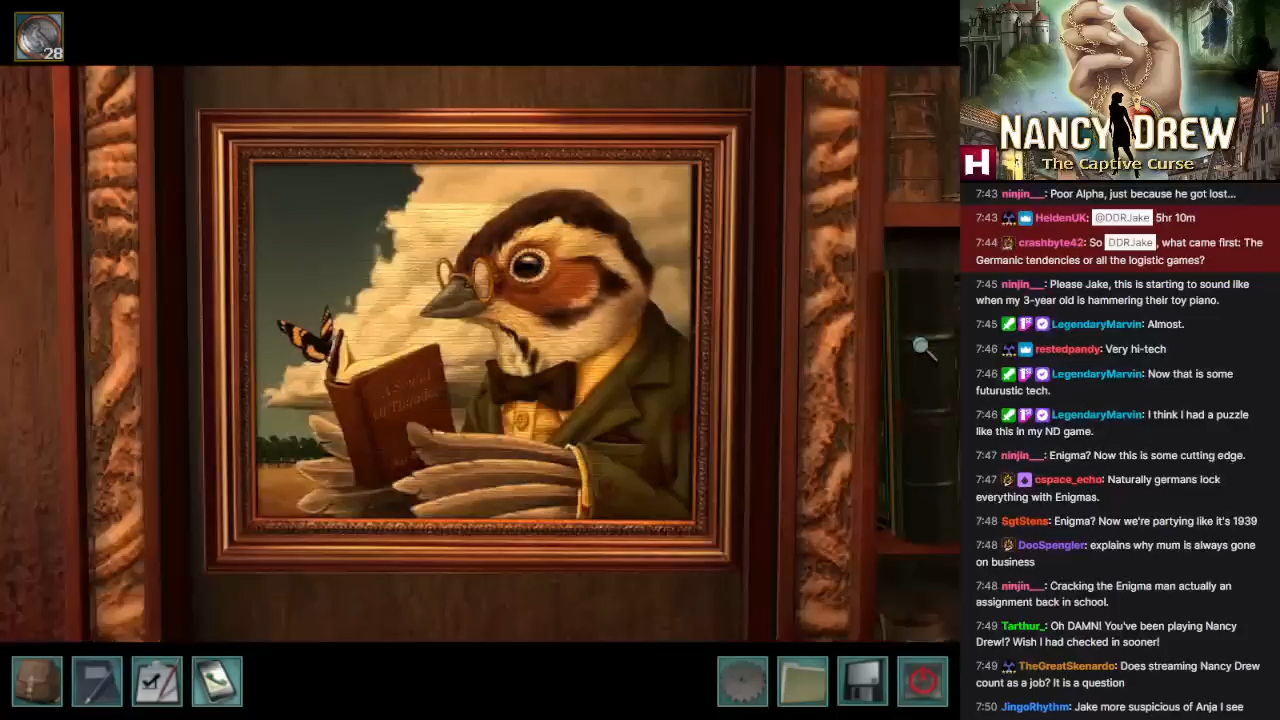 28
A Sound
of Thunder
NANCY DREW
The Captive Curse
H
7:43 ninjin___: Poor Alpha, just because he got lost...
7:43 HeldenUK: @DDRJake 5hr 10m
7:44 crashbyte42: So DDRJake, what came first: The
Germanic tendencies or all the logistic games?
7:45 ninjin___: Please Jake, this is starting to sound like
when my 3-year old is hammering their toy piano.
7:45 LegendaryMarvin: Almost.
7:46 restedpandy: Very hi-tech
7:46 LegendaryMarvin: Now that is some
futurustic tech.
7:46 LegendaryMarvin: I think I had a puzzle
like this in my ND game.
7:47 ninjin___: Enigma? Now this is some cutting edge.
7:47 cspace_echo: Naturally germans lock
everything with Enigmas.
7:48 SgtStens: Enigma? Now we're partying like it's 1939
7:48 DocSpengler: explains why mum is always gone
on business
7:48 ninjin___: Cracking the Enigma man actually an
assignment back in school.
7:49 Tarthur_: Oh DAMN! You've been playing Nancy
Drew!? Wish I had checked in sooner!
7:49 TheGreatSkenardo: Does streaming Nancy Drew
count as a job? It is a question
7:50 JingoRhythm: Jake more suspicious of Anja I see